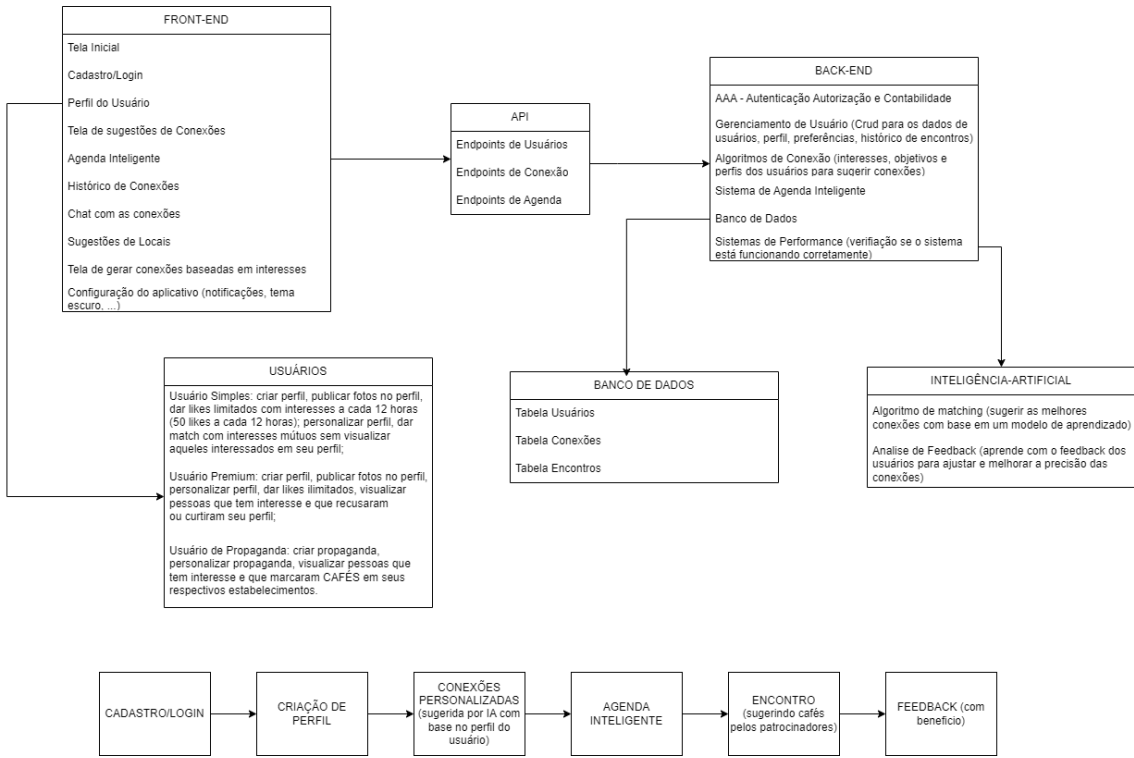 FRONT-END
Tela Inicial
Cadastro/Login
Perfil do Usuário
Tela de sugestões de Conexões
Agenda Inteligente
Histórico de Conexões
Chat com as conexões
Sugestões de Locais
Tela de gerar conexões baseadas em interesses
Configuração do aplicativo (notificações, tema
escuro, ...)
API
Endpoints de Usuários
Endpoints de Conexão
Endpoints de Agenda
BACK-END
AAA - Autenticação Autorização e Contabilidade
Gerenciamento de Usuário (Crud para os dados de
usuários, perfil, preferências, histórico de encontros)
Algoritmos de Conexão (interesses, objetivos e
perfis dos usuários para sugerir conexões)
Sistema de Agenda Inteligente
Banco de Dados
Sistemas de Performance (verifiação se o sistema
está funcionando corretamente)
USUÁRIOS
Usuário Simples: criar perfil, publicar fotos no perfil,
dar likes limitados com interesses a cada 12 horas
(50 likes a cada 12 horas); personalizar perfil, dar
match com interesses mútuos sem visualizar
aqueles interessados em seu perfil;
Usuário Premium: criar perfil, publicar fotos no perfil,
personalizar perfil, dar likes ilimitados, visualizar
pessoas que tem interesse e que recusaram
ou curtiram seu perfil;
Usuário de Propaganda: criar propaganda,
personalizar propaganda, visualizar pessoas que
tem interesse e que marcaram CAFÉS em seus
respectivos estabelecimentos.
BANCO DE DADOS
Tabela Usuários
Tabela Conexões
Tabela Encontros
INTELIGÊNCIA-ARTIFICIAL
Algoritmo de matching (sugerir as melhores
conexões com base em um modelo de aprendizado)
Analise de Feedback (aprende com o feedback dos
usuários para ajustar e melhorar a precisão das
conexões)
CADASTRO/LOGIN
CRIAÇÃO DE
PERFIL
CONEXÕES
PERSONALIZADAS
(sugerida por IA com
base no perfil do
usuário)
AGENDA
INTELIGENTE
ENCONTRO
(sugerindo cafés
pelos patrocinadores)
FEEDBACK (com
beneficio)